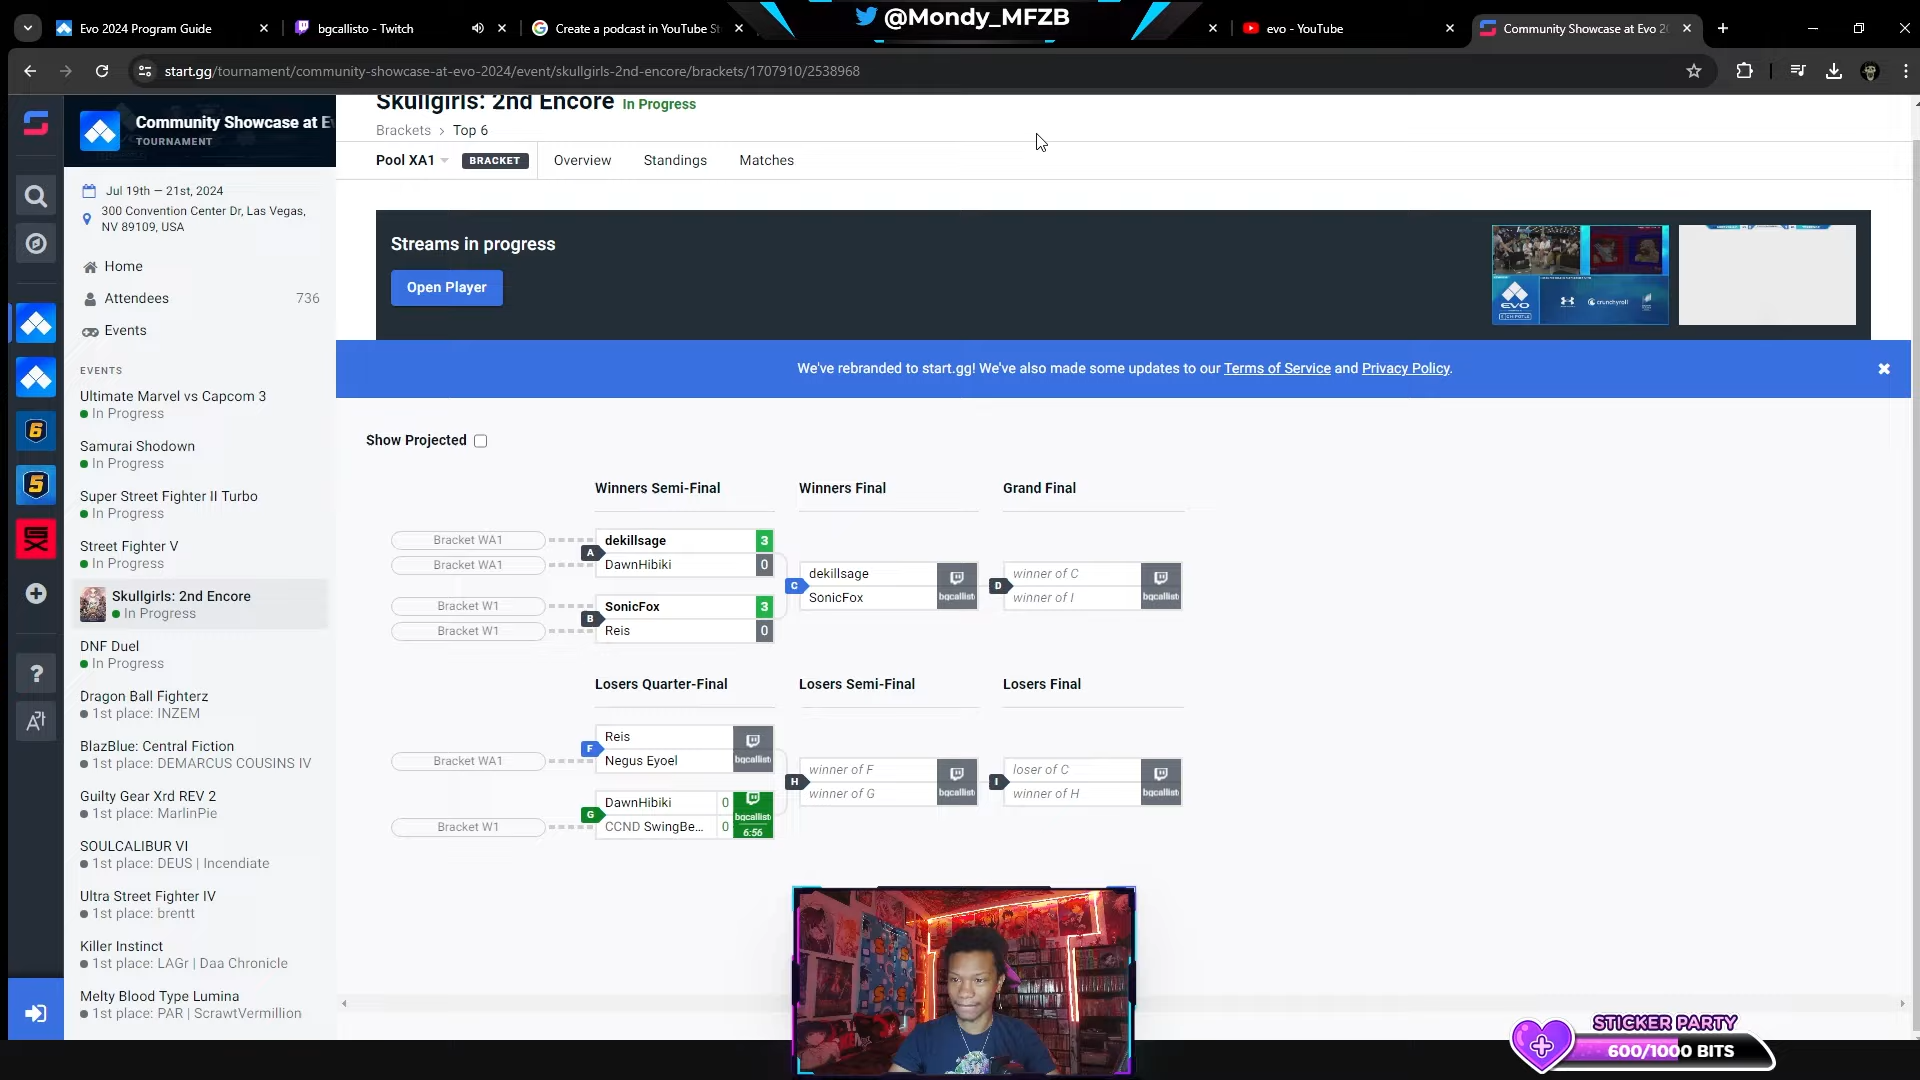 Evo 2024 Program Guide
bgcallisto - Twitch
Create a podcast in YouTube St
@Mondy_MFZB
evo - YouTube
Community Showcase at Evo 20
start.gg/tournament/community-showcase-at-evo-2024/event/skullgirls-2nd-encore/brackets/1707910/2538968
Community Showcase at E
TOURNAMENT
Jul 19th — 21st, 2024
300 Convention Center Dr, Las Vegas,
NV 89109, USA
Home
Attendees 736
Events
EVENTS
Ultimate Marvel vs Capcom 3
In Progress
Samurai Shodown
In Progress
Super Street Fighter II Turbo
In Progress
Street Fighter V
In Progress
Skullgirls: 2nd Encore
In Progress
DNF Duel
In Progress
Dragon Ball Fighterz
1st place: INZEM
BlazBlue: Central Fiction
1st place: DEMARCUS COUSINS IV
Guilty Gear Xrd REV 2
1st place: MarlinPie
SOULCALIBUR VI
1st place: DEUS | Incendiate
Ultra Street Fighter IV
1st place: brentt
Killer Instinct
1st place: LAGr | Daa Chronicle
Melty Blood Type Lumina
1st place: PAR | ScrawtVermillion
Skullgirls: 2nd Encore In Progress
Brackets > Top 6
Pool XA1 BRACKET Overview Standings Matches
Streams in progress
Open Player
EVO
crunchyroll
We've rebranded to start.gg! We've also made some updates to our Terms of Service and Privacy Policy.
Show Projected
Winners Semi-Final Winners Final Grand Final
Bracket WA1
Bracket WA1
A
dekillsage 3
DawnHibiki 0
Bracket W1
Bracket W1
B
SonicFox 3
Reis 0
C
dekillsage
SonicFox
bgcallist
D
winner of C
winner of I
bgcallist
Losers Quarter-Final Losers Semi-Final Losers Final
Bracket WA1
F
Reis
Negus Eyoel
bgcallist
Bracket W1
G
DawnHibiki 0
CCND SwingBe... 0
bgcallist
6:56
H
winner of F
winner of G
bgcallist
I
loser of C
winner of H
bgcallist
STICKER PARTY
600/1000 BITS